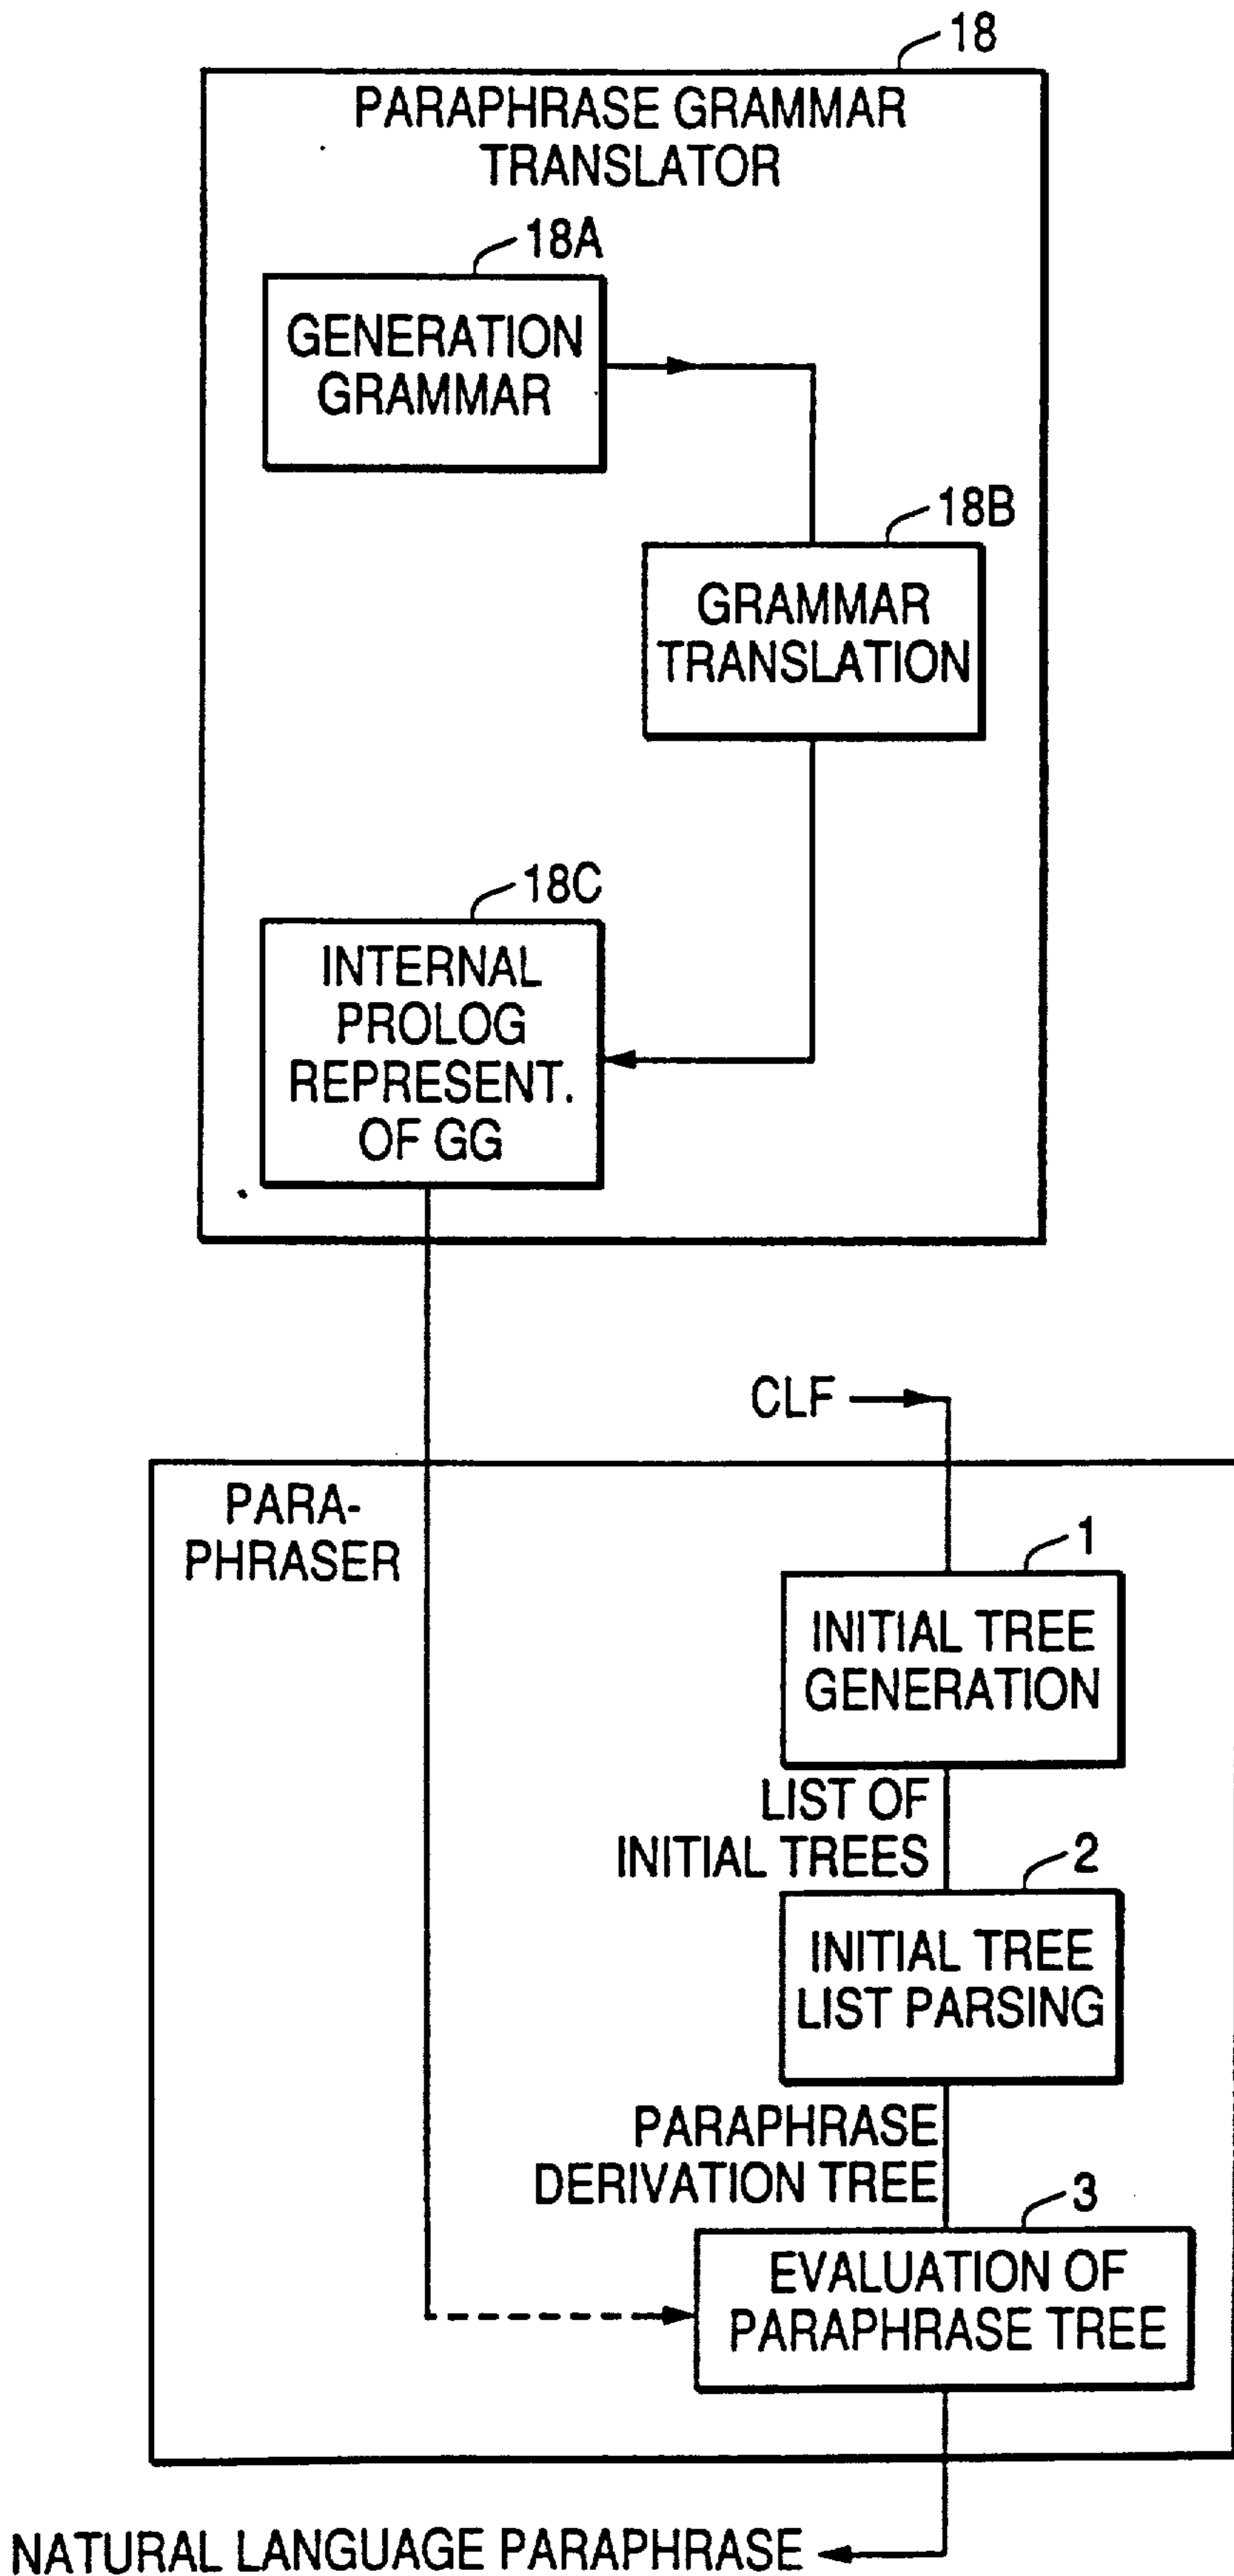 18
PARAPHRASE GRAMMAR
TRANSLATOR
18A
GENERATION
GRAMMAR
18B
GRAMMAR
TRANSLATION
18C
INTERNAL
PROLOG
REPRESENT.
OF GG
CLF
PARA-
PHRASER
1
INITIAL TREE
GENERATION
LIST OF
INITIAL TREES
2
INITIAL TREE
LIST PARSING
PARAPHRASE
DERIVATION TREE
3
EVALUATION OF
PARAPHRASE TREE
NATURAL LANGUAGE PARAPHRASE